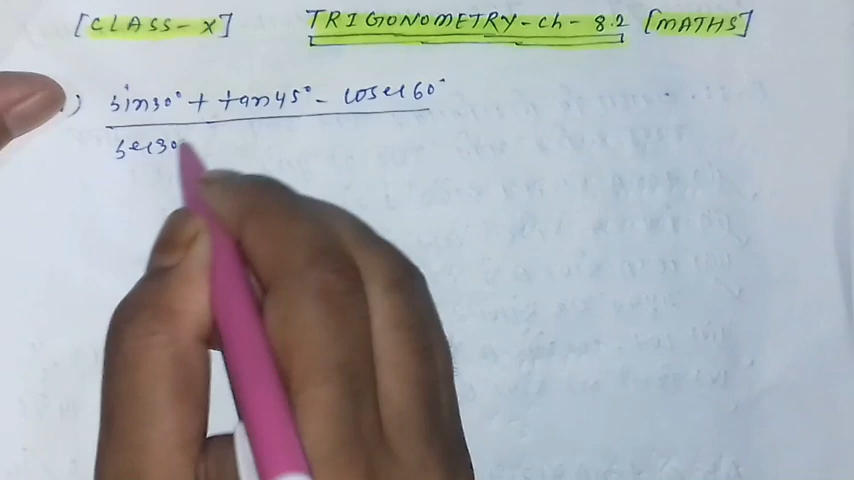 [CLASS-X] TRIGONOMETRY-Ch-8.2 [MATHS]
) sin30° + tan45° - cosec60°
sec30